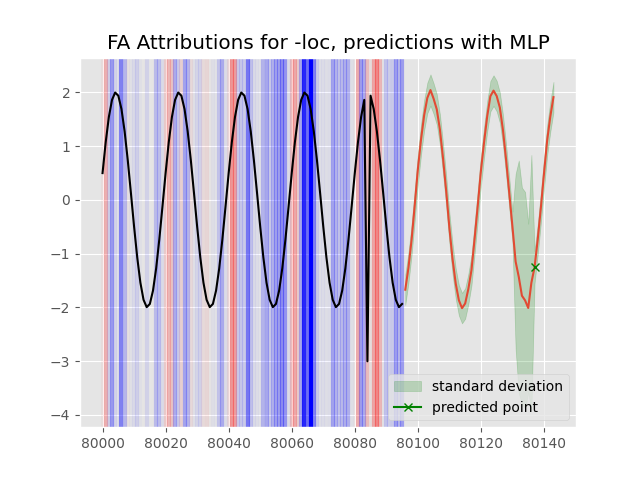 FA Attributions for -loc, predictions with MLP
2
1
0
−1
−2
−3
−4
standard deviation
predicted point
80000 80020 80040 80060 80080 80100 80120 80140